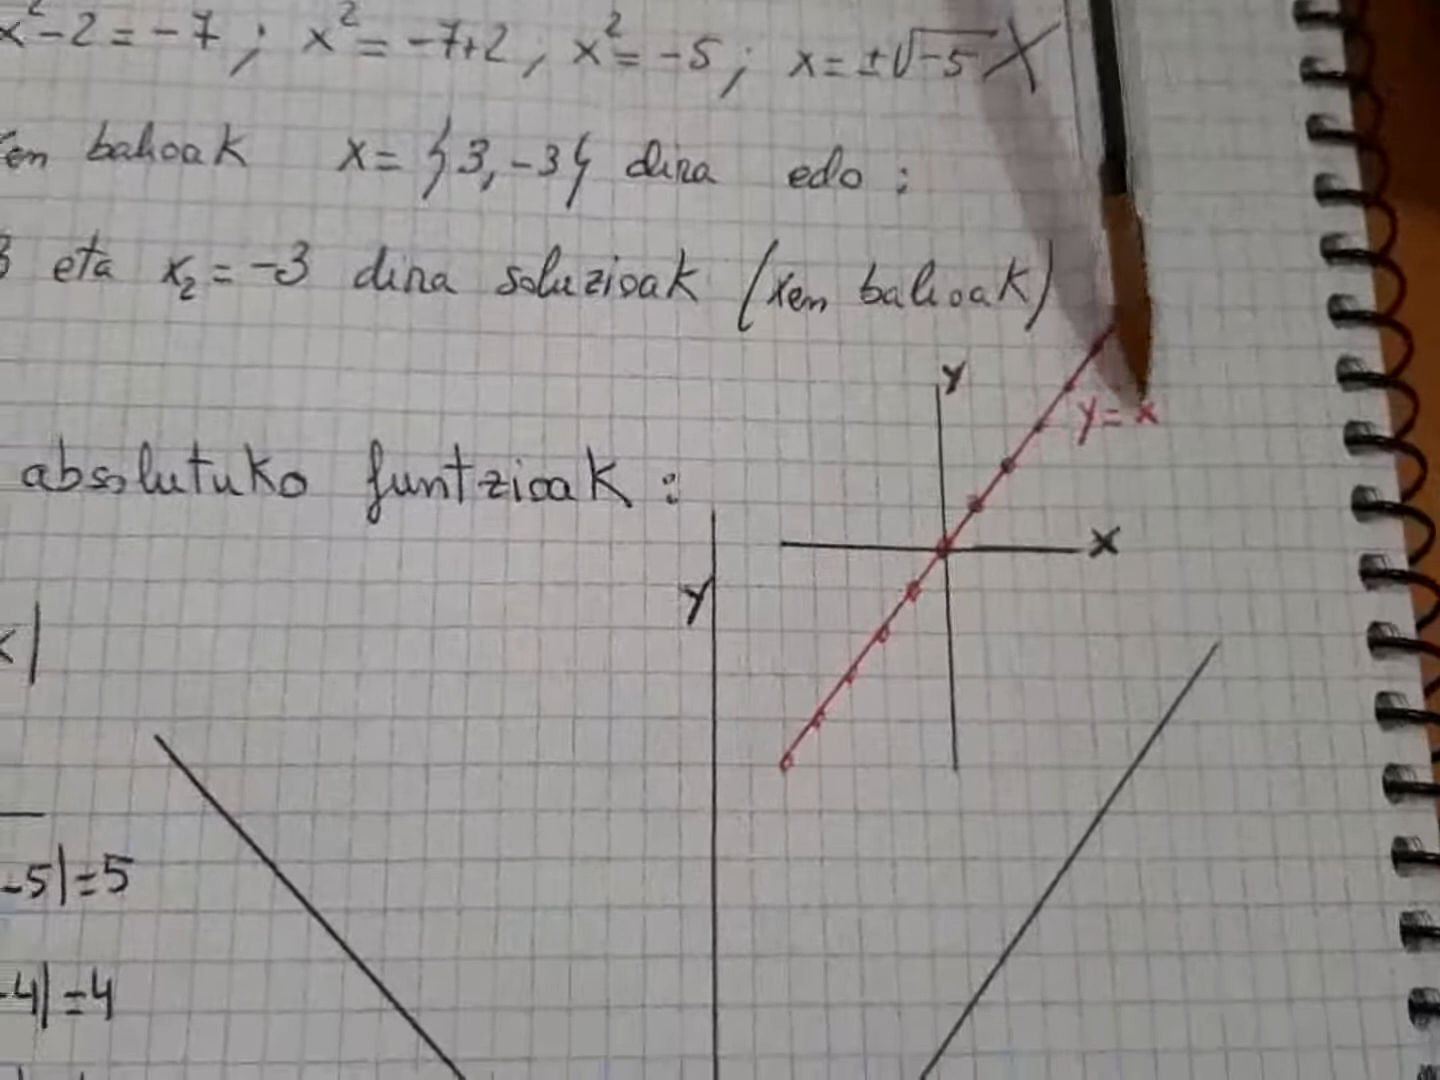 x²-2=-7; x²=-7+2; x²=-5; x=±√-5 X
xen balioak x={3,-3} dira edo:
3 eta x₂=-3 dira soluzioak (xen balioak)
y
y=x
absolutuko funtzioak:
x
y
x|
-5|=5
-4|=4